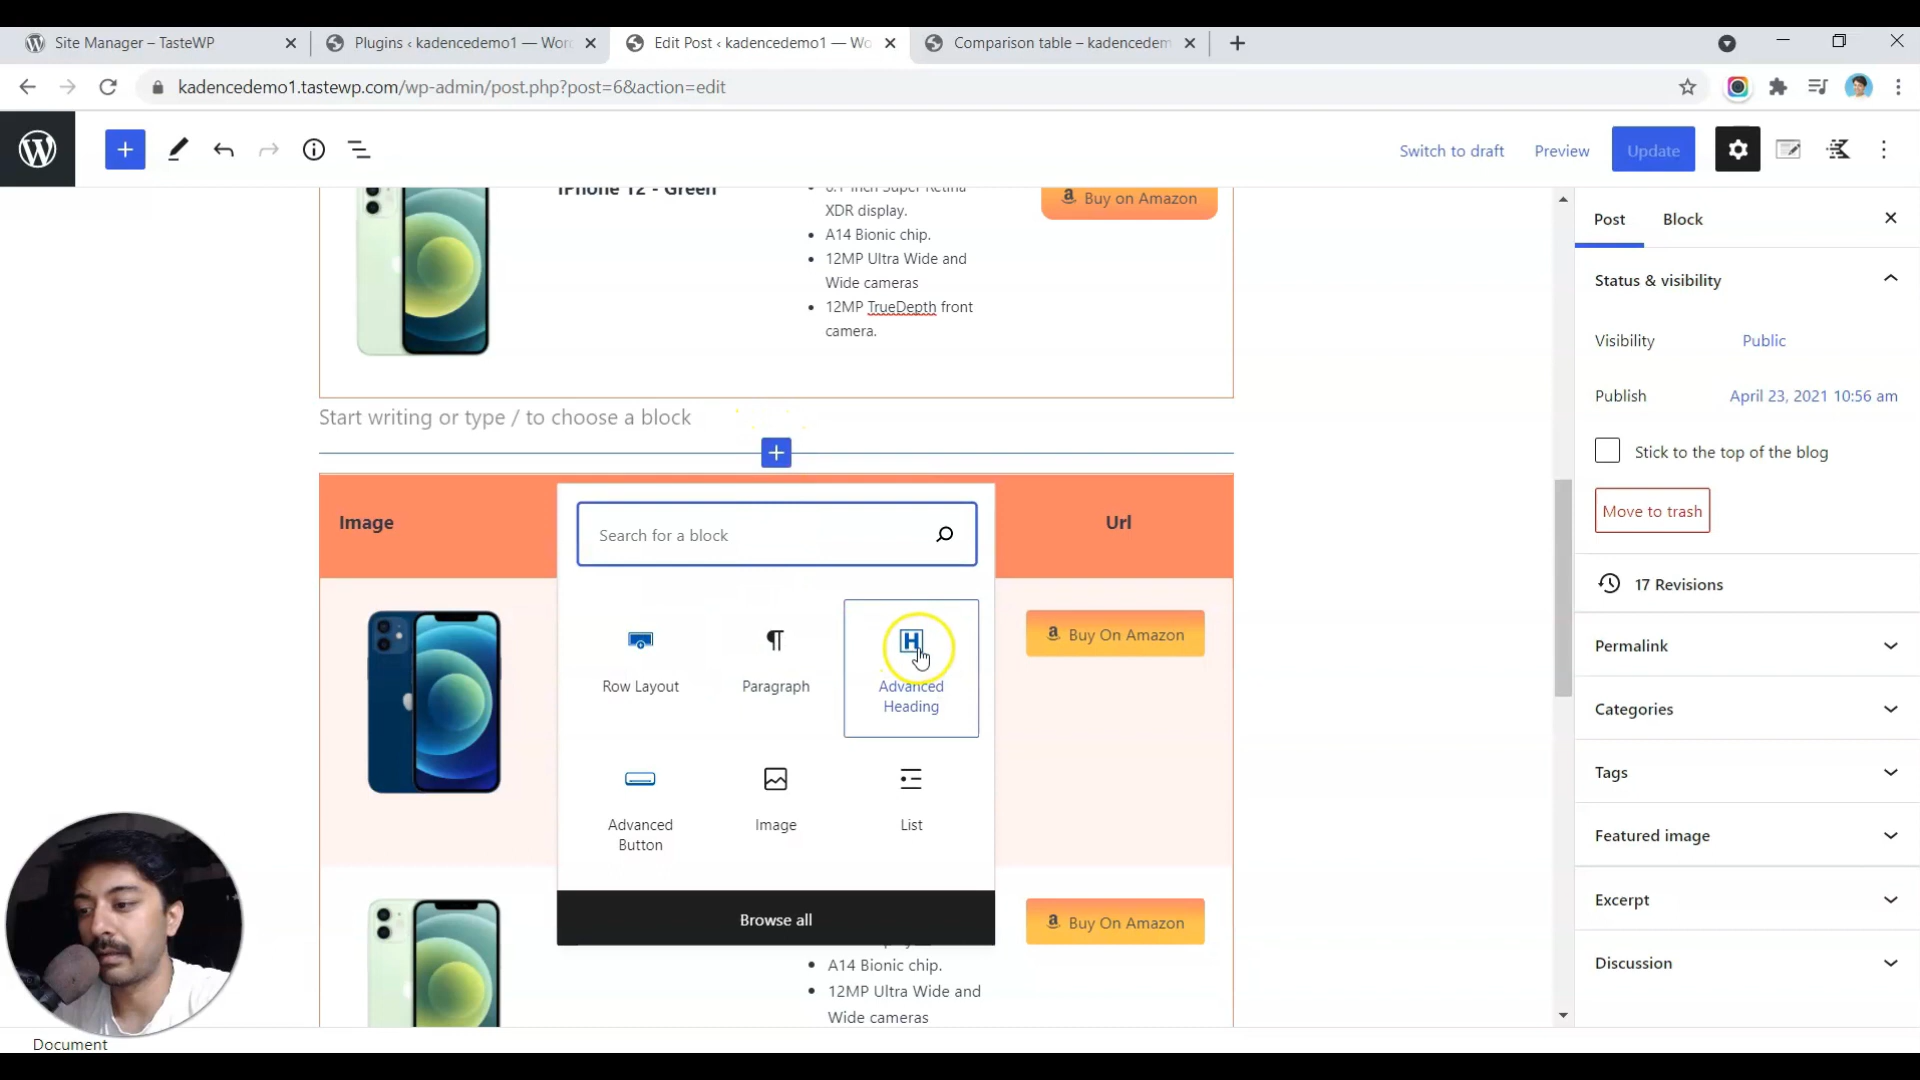 Site Manager – TasteWP
Plugins ‹ kadencedemo1 — Worc
Edit Post ‹ kadencedemo1 — Wo
Comparison table – kadencedem
kadencedemo1.tastewp.com/wp-admin/post.php?post=6&action=edit
Switch to draft
Preview
Update
iPhone 12 - Green
6.1-inch Super Retina
XDR display.
A14 Bionic chip.
12MP Ultra Wide and
Wide cameras
12MP TrueDepth front
camera.
Buy on Amazon
Start writing or type / to choose a block
Image
Url
Search for a block
Row Layout
Paragraph
Advanced
Heading
Advanced
Button
Image
List
Browse all
Buy On Amazon
Buy On Amazon
A14 Bionic chip.
12MP Ultra Wide and
Wide cameras
Post
Block
Status & visibility
Visibility
Public
Publish
April 23, 2021 10:56 am
Stick to the top of the blog
Move to trash
17 Revisions
Permalink
Categories
Tags
Featured image
Excerpt
Discussion
Document